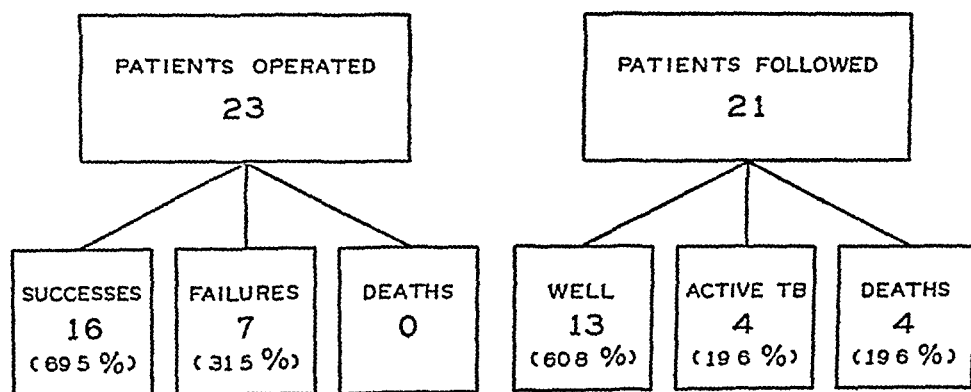 PATIENTS OPERATED
23
PATIENTS FOLLOWED
21
SUCCESSES
16
(69 5 %)
FAILURES
7
(31 5 %)
DEATHS
0
WELL
13
(60 8 %)
ACTIVE TB
4
(19 6 %)
DEATHS
4
(19 6 %)